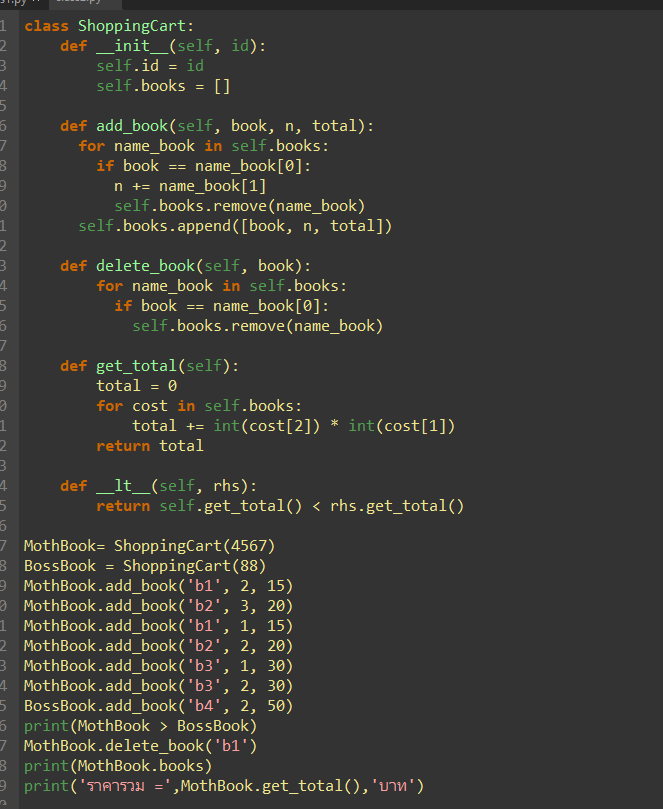 class ShoppingCart:
    def __init__(self, id):
        self.id = id
        self.books = []

    def add_book(self, book, n, total):
      for name_book in self.books:
        if book == name_book[0]:
          n += name_book[1]
          self.books.remove(name_book)
      self.books.append([book, n, total])

    def delete_book(self, book):
        for name_book in self.books:
          if book == name_book[0]:
            self.books.remove(name_book)

    def get_total(self):
        total = 0
        for cost in self.books:
            total += int(cost[2]) * int(cost[1])
        return total

    def __lt__(self, rhs):
        return self.get_total() < rhs.get_total()

MothBook= ShoppingCart(4567)
BossBook = ShoppingCart(88)
MothBook.add_book('b1', 2, 15)
MothBook.add_book('b2', 3, 20)
MothBook.add_book('b1', 1, 15)
MothBook.add_book('b2', 2, 20)
MothBook.add_book('b3', 1, 30)
MothBook.add_book('b3', 2, 30)
BossBook.add_book('b4', 2, 50)
print(MothBook > BossBook)
MothBook.delete_book('b1')
print(MothBook.books)
print('ราคารวม =',MothBook.get_total(),'บาท')